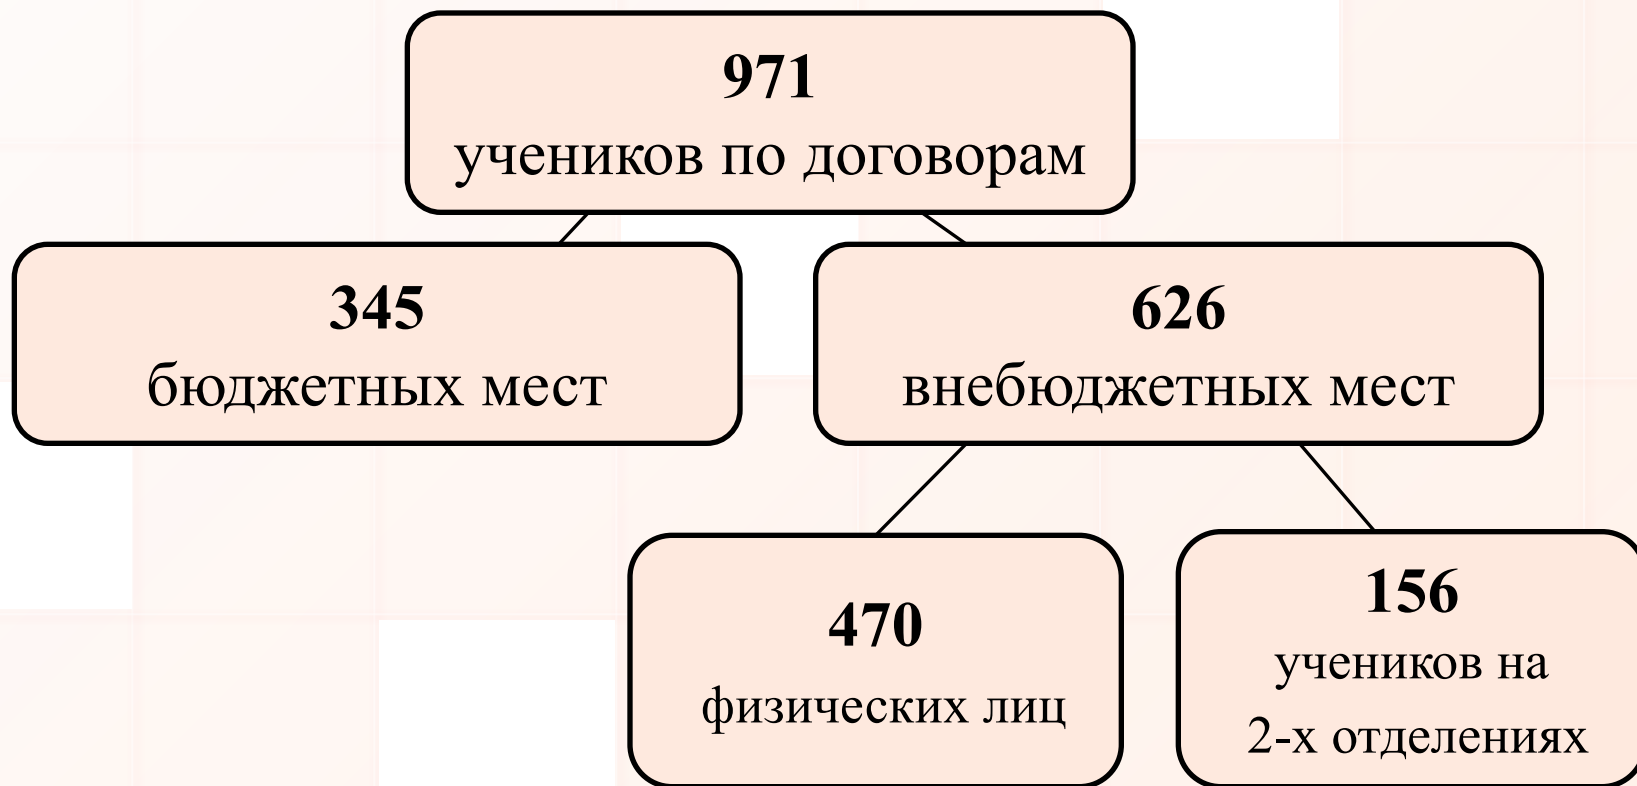 971
учеников по договорам
345
бюджетных мест
626
внебюджетных мест
470
физических лиц
156
учеников на
2-х отделениях